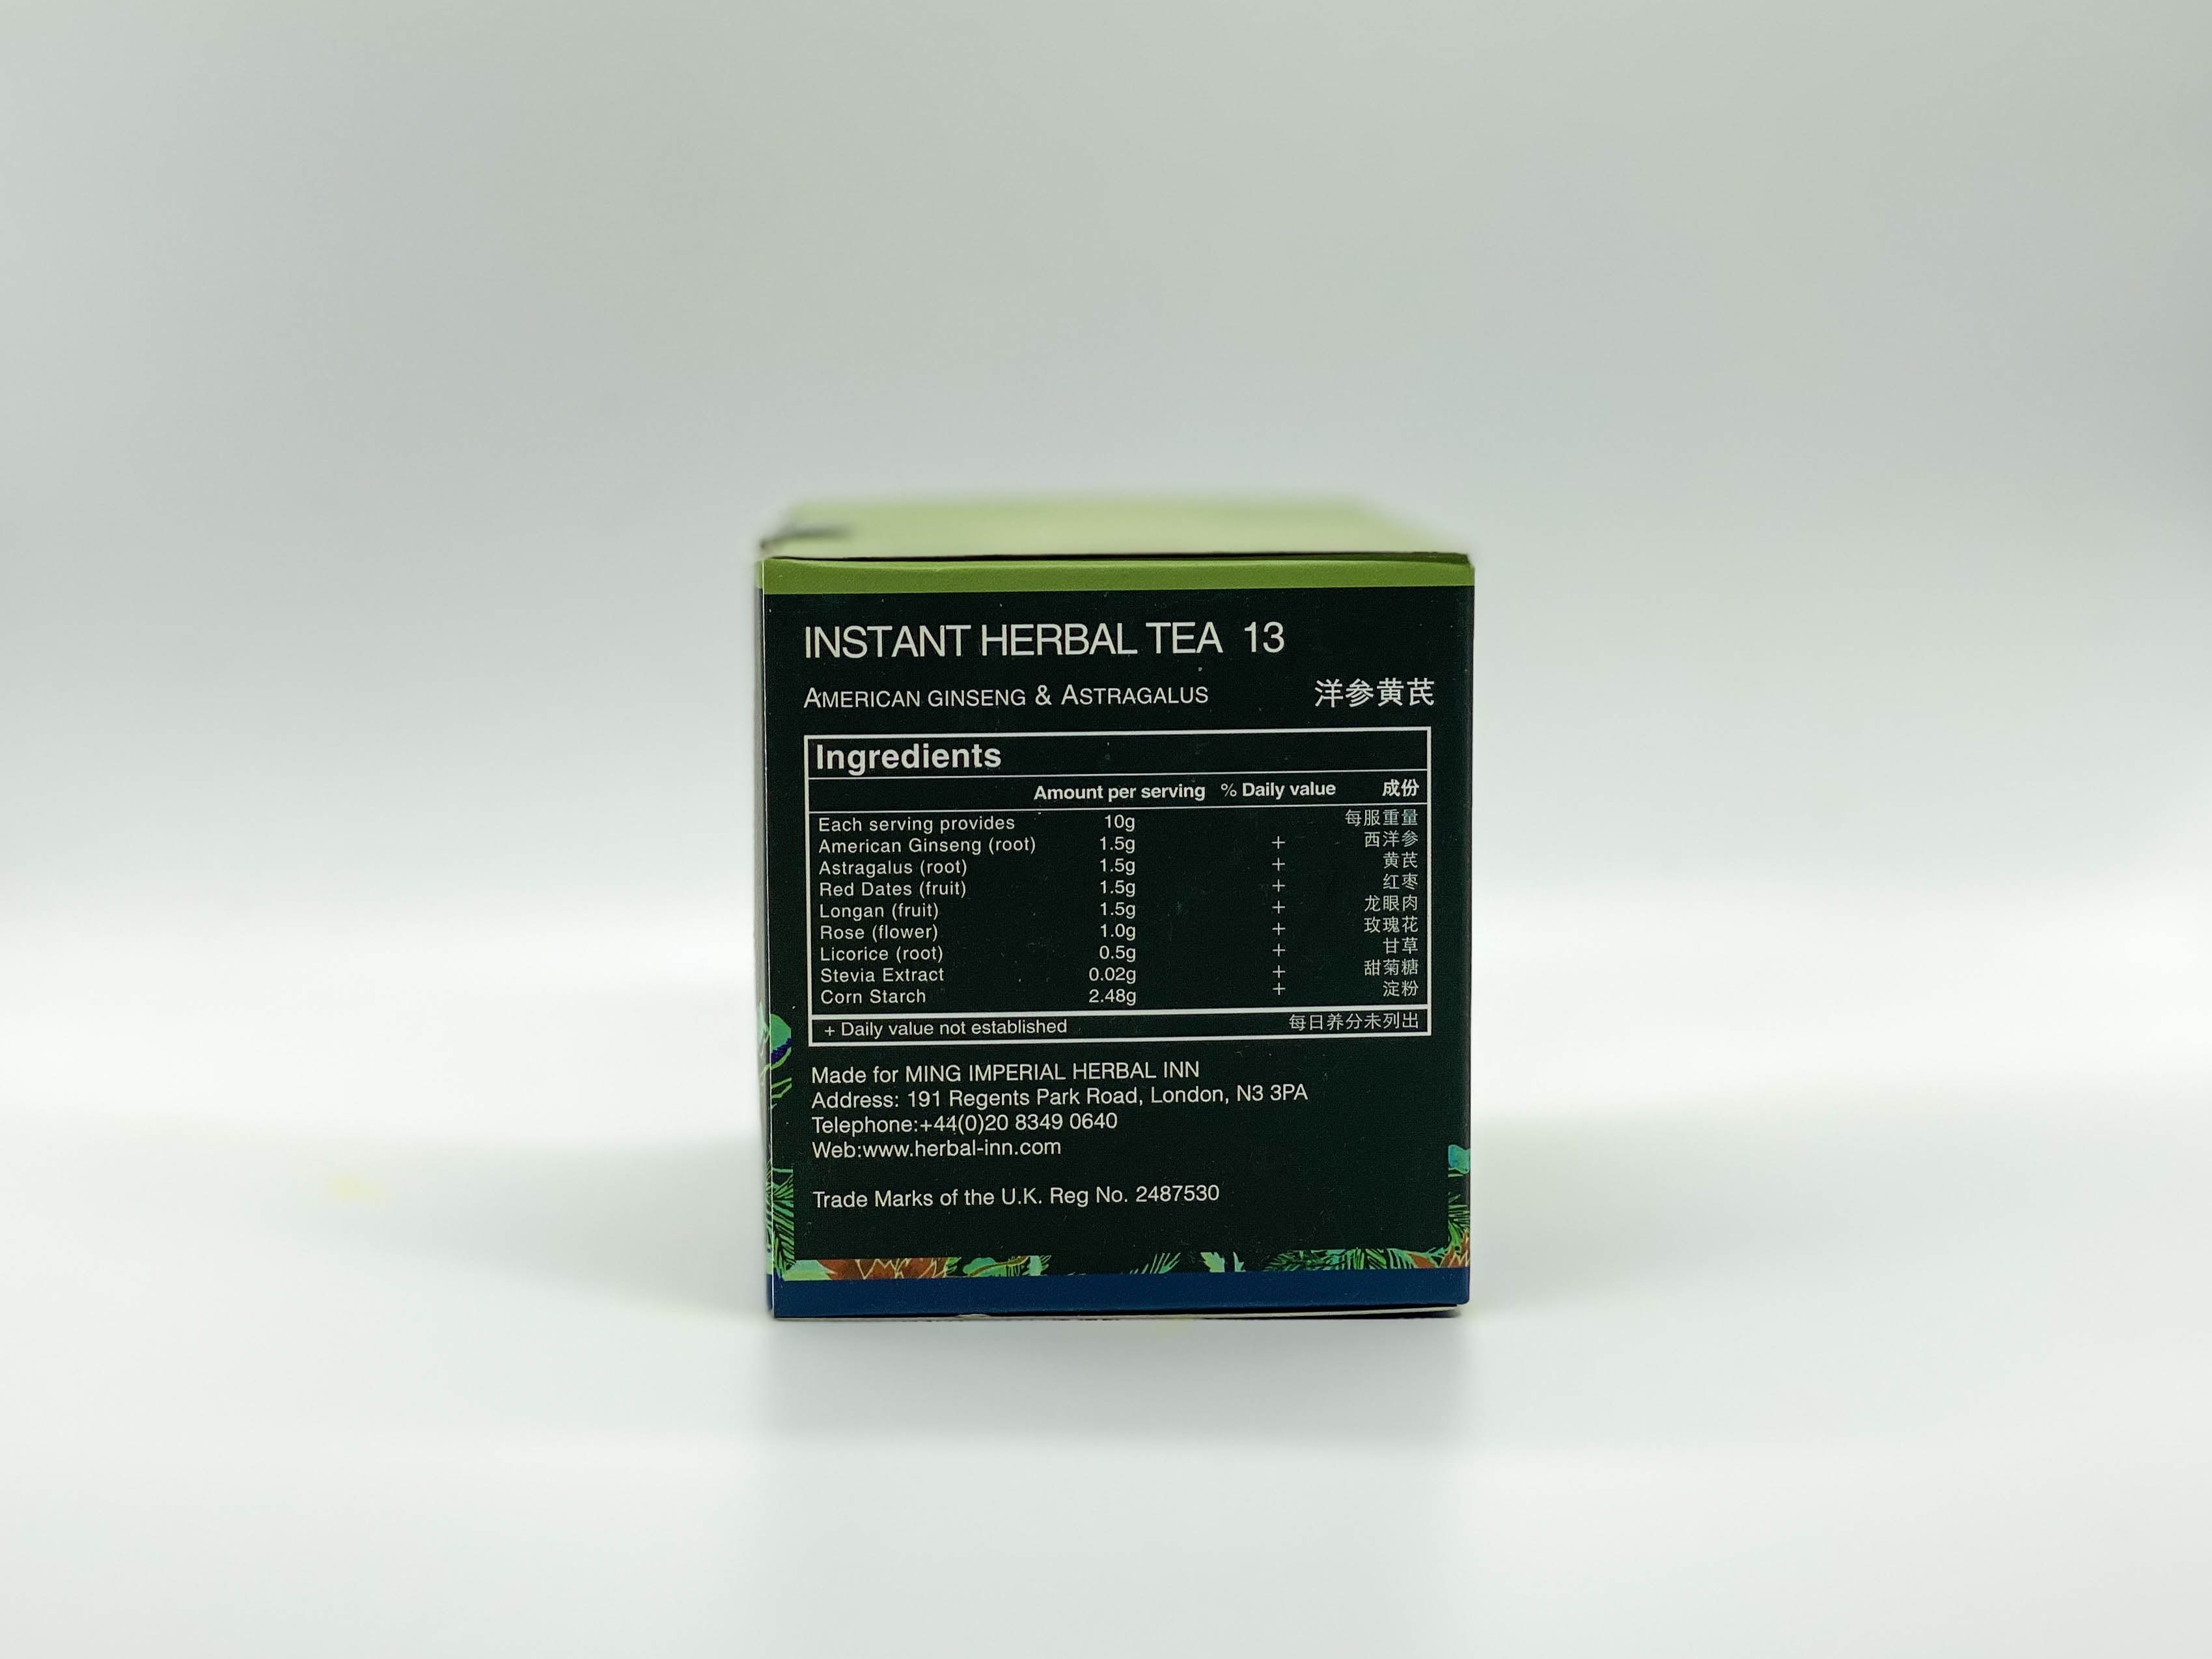 INSTANT HERBAL TEA 13
AMERICAN GINSENG & ASTRAGALUS 洋参黄芪
Ingredients
Amount per serving % Daily value 成份
Each serving provides 10g 每服重量
American Ginseng (root) 1.5g + 西洋参
Astragalus (root) 1.5g + 黄芪
Red Dates (fruit) 1.5g + 红枣
Longan (fruit) 1.5g + 龙眼肉
Rose (flower) 1.0g + 玫瑰花
Licorice (root) 0.5g + 甘草
Stevia Extract 0.02g + 甜菊糖
Corn Starch 2.48g + 淀粉
+ Daily value not established 每日养分未列出
Made for MING IMPERIAL HERBAL INN
Address: 191 Regents Park Road, London, N3 3PA
Telephone:+44(0)20 8349 0640
Web:www.herbal-inn.com
Trade Marks of the U.K. Reg No. 2487530